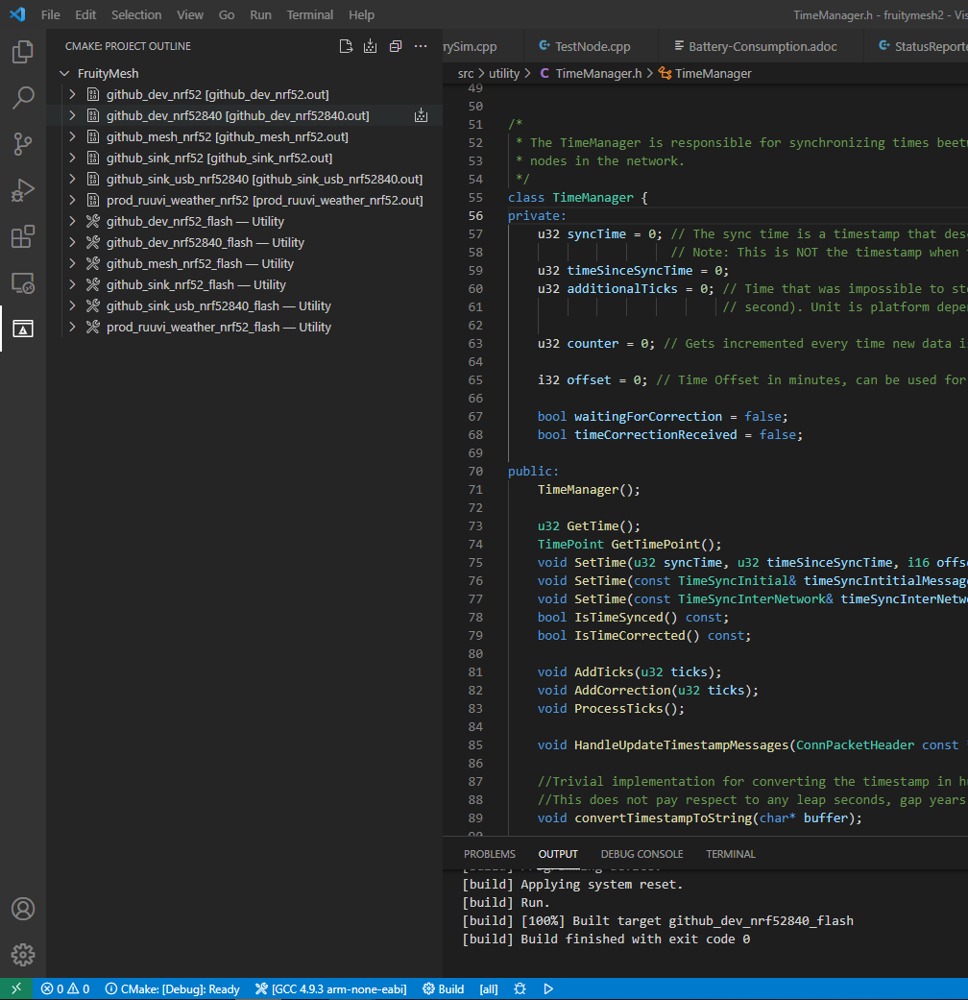 File Edit Selection View Go Run Terminal Help TimeManager.h - fruitymesh2 - Vis
CMAKE: PROJECT OUTLINE
rySim.cpp TestNode.cpp Battery-Consumption.adoc StatusReporte
src > utility > C TimeManager.h > TimeManager
FruityMesh
github_dev_nrf52 [github_dev_nrf52.out]
github_dev_nrf52840 [github_dev_nrf52840.out]
github_mesh_nrf52 [github_mesh_nrf52.out]
github_sink_nrf52 [github_sink_nrf52.out]
github_sink_usb_nrf52840 [github_sink_usb_nrf52840.out]
prod_ruuvi_weather_nrf52 [prod_ruuvi_weather_nrf52.out]
github_dev_nrf52_flash — Utility
github_dev_nrf52840_flash — Utility
github_mesh_nrf52_flash — Utility
github_sink_nrf52_flash — Utility
github_sink_usb_nrf52840_flash — Utility
prod_ruuvi_weather_nrf52_flash — Utility
49
50
51 /*
52 * The TimeManager is responsible for synchronizing times beetw
53 * nodes in the network.
54 */
55 class TimeManager {
56 private:
57 u32 syncTime = 0; // The sync time is a timestamp that des
58 // Note: This is NOT the timestamp when
59 u32 timeSinceSyncTime = 0;
60 u32 additionalTicks = 0; // Time that was impossible to st
61 // second). Unit is platform depe
62
63 u32 counter = 0; // Gets incremented every time new data i
64
65 i32 offset = 0; // Time Offset in minutes, can be used for
66
67 bool waitingForCorrection = false;
68 bool timeCorrectionReceived = false;
69
70 public:
71 TimeManager();
72
73 u32 GetTime();
74 TimePoint GetTimePoint();
75 void SetTime(u32 syncTime, u32 timeSinceSyncTime, i16 offs
76 void SetTime(const TimeSyncInitial& timeSyncIntitialMessag
77 void SetTime(const TimeSyncInterNetwork& timeSyncInterNetw
78 bool IsTimeSynced() const;
79 bool IsTimeCorrected() const;
80
81 void AddTicks(u32 ticks);
82 void AddCorrection(u32 ticks);
83 void ProcessTicks();
84
85 void HandleUpdateTimestampMessages(ConnPacketHeader const
86
87 //Trivial implementation for converting the timestamp in h
88 //This does not pay respect to any leap seconds, gap years
89 void convertTimestampToString(char* buffer);
90
PROBLEMS OUTPUT DEBUG CONSOLE TERMINAL
[build] Applying system reset.
[build] Run.
[build] [100%] Built target github_dev_nrf52840_flash
[build] Build finished with exit code 0
0 0 CMake: [Debug]: Ready [GCC 4.9.3 arm-none-eabi] Build [all]